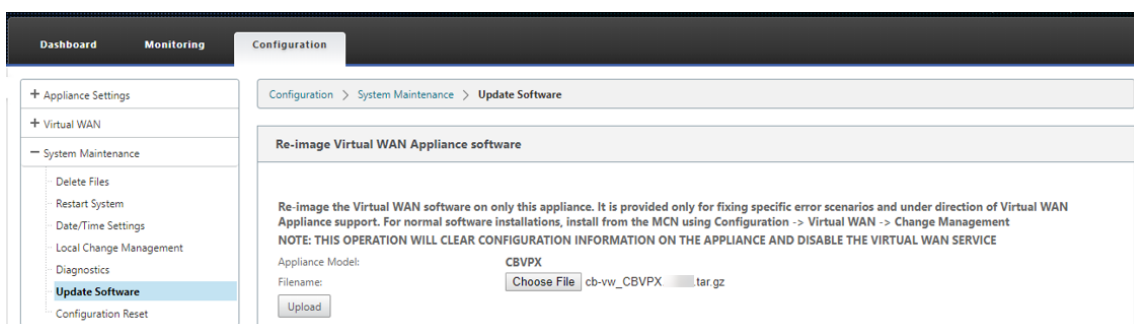 Dashboard Monitoring Configuration
+ Appliance Settings
+ Virtual WAN
− System Maintenance
Delete Files
Restart System
Date/Time Settings
Local Change Management
Diagnostics
Update Software
Configuration Reset
Configuration > System Maintenance > Update Software
Re-image Virtual WAN Appliance software
Re-image the Virtual WAN software on only this appliance. It is provided only for fixing specific error scenarios and under direction of Virtual WAN
Appliance support. For normal software installations, install from the MCN using Configuration -> Virtual WAN -> Change Management
NOTE: THIS OPERATION WILL CLEAR CONFIGURATION INFORMATION ON THE APPLIANCE AND DISABLE THE VIRTUAL WAN SERVICE
Appliance Model: CBVPX
Filename: Choose File cb-vw_CBVPX .tar.gz
Upload